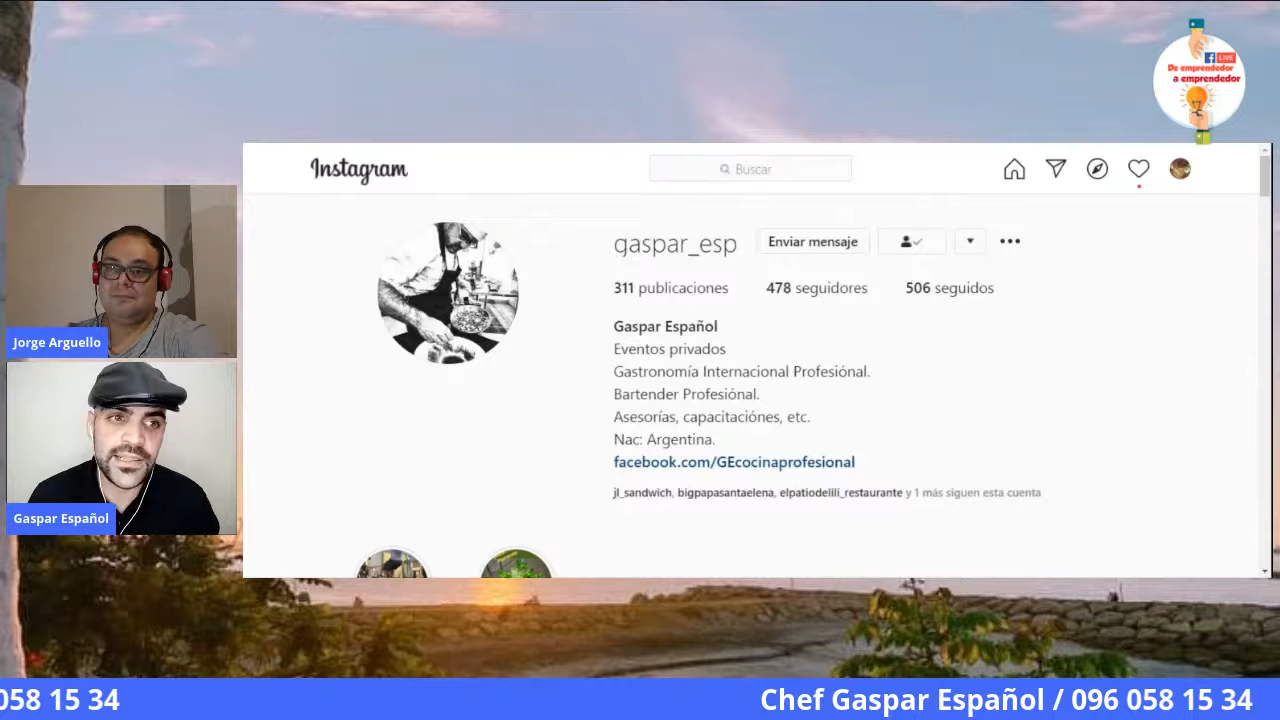 LIVE
De emprendedor
a emprendedor
Instagram
Buscar
gaspar_esp
Enviar mensaje
311 publicaciones
478 seguidores
506 seguidos
Gaspar Español
Eventos privados
Gastronomía Internacional Profesiónal.
Bartender Profesiónal.
Asesorías, capacitaciónes, etc.
Nac: Argentina.
facebook.com/GEcocinaprofesional
jl_sandwich, bigpapasantaelena, elpatiodelili_restaurante y 1 más siguen esta cuenta
Jorge Arguello
Gaspar Español
058 15 34
Chef Gaspar Español / 096 058 15 34